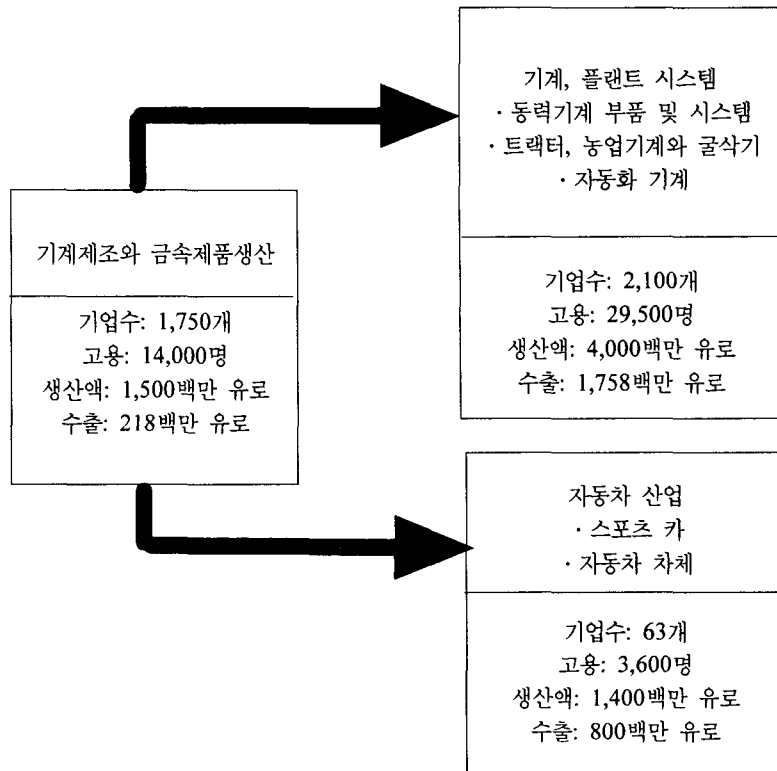 기계, 플랜트 시스템
· 동력기계 부품 및 시스템
· 트랙터, 농업기계와 굴삭기
· 자동화 기계
기업수: 2,100개
고용: 29,500명
생산액: 4,000백만 유로
수출: 1,758백만 유로
기계제조와 금속제품생산
기업수: 1,750개
고용: 14,000명
생산액: 1,500백만 유로
수출: 218백만 유로
자동차 산업
· 스포츠 카
· 자동차 차체
기업수: 63개
고용: 3,600명
생산액: 1,400백만 유로
수출: 800백만 유로